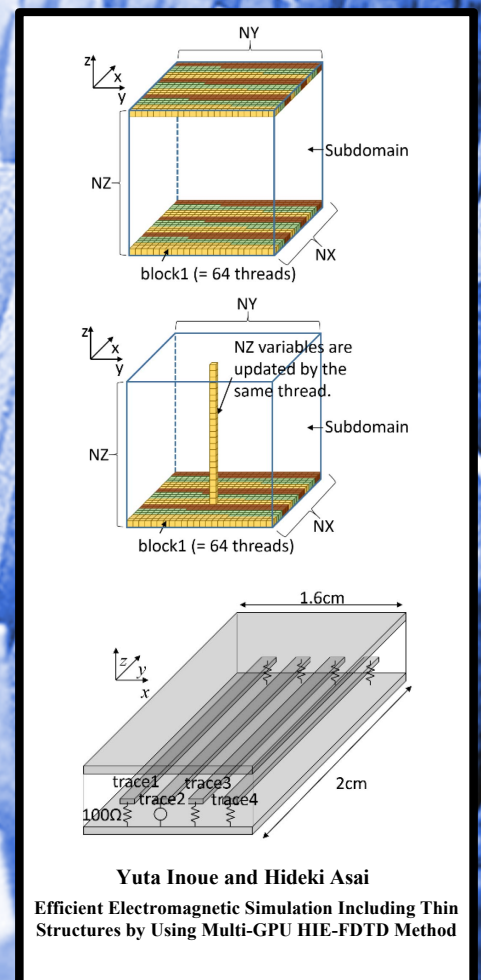 NY
z
x
y
NZ
Subdomain
NX
block1 (= 64 threads)
NY
z
x
y
NZ variables are
updated by the
same thread.
NZ
Subdomain
NX
block1 (= 64 threads)
1.6cm
z
y
x
trace1
trace3
2cm
100Ω
trace2
trace4
Yuta Inoue and Hideki Asai
Efficient Electromagnetic Simulation Including Thin
Structures by Using Multi-GPU HIE-FDTD Method